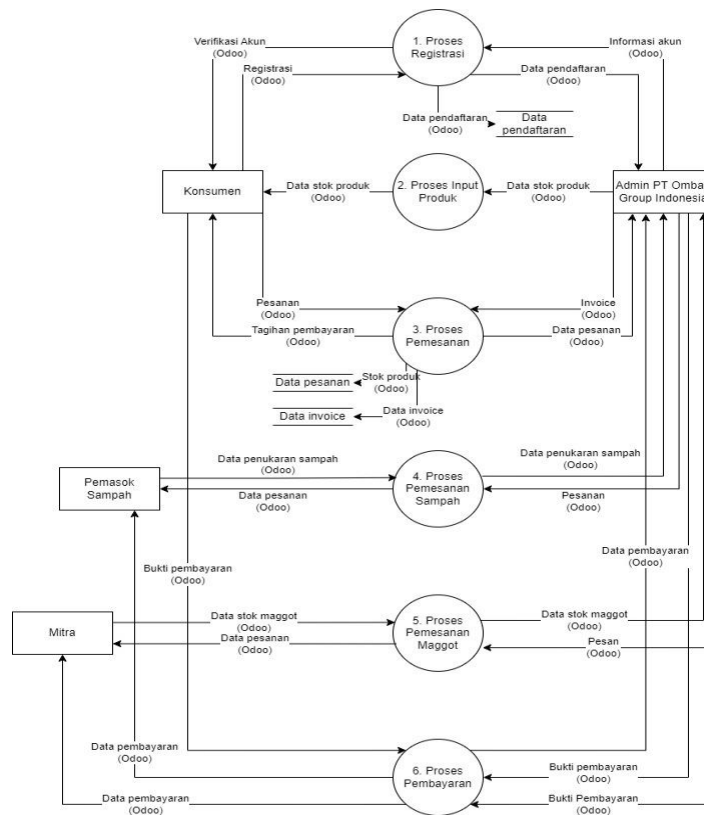 Verifikasi Akun
(Odoo)
1. Proses
Registrasi
Informasi akun
(Odoo)
Registrasi
(Odoo)
Data pendaftaran
(Odoo)
Data pendaftaran
(Odoo)
Data
pendaftaran
Konsumen
Data stok produk
(Odoo)
2. Proses Input
Produk
Data stok produk
(Odoo)
Admin PT Omba
Group Indonesia
Pesanan
(Odoo)
Invoice
(Odoo)
Tagihan pembayaran
(Odoo)
3. Proses
Pemesanan
Data pesanan
(Odoo)
Data pesanan
Stok produk
(Odoo)
Data invoice
Data invoice
(Odoo)
Pemasok
Sampah
Data penukaran sampah
(Odoo)
Data pesanan
(Odoo)
4. Proses
Pemesanan
Sampah
Data penukaran sampah
(Odoo)
Pesanan
(Odoo)
Bukti pembayaran
(Odoo)
Data pembayaran
(Odoo)
Mitra
Data stok maggot
(Odoo)
Data pesanan
(Odoo)
5. Proses
Pemesanan
Maggot
Data stok maggot
(Odoo)
Pesan
(Odoo)
Data pembayaran
(Odoo)
6. Proses
Pembayaran
Bukti pembayaran
(Odoo)
Data pembayaran
(Odoo)
Bukti Pembayaran
(Odoo)